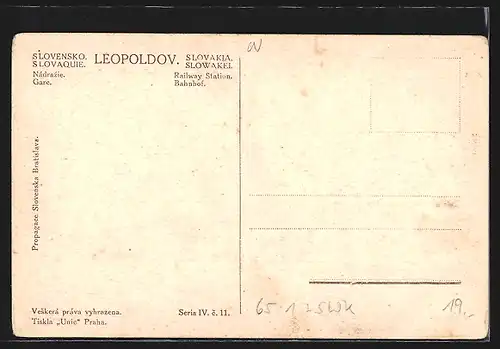 SLOVENSKO. LEOPOLDOV. SLOVAKIA.
SLOVAQUIE. SLOWAKEI.
Nádražie. Railway Station.
Gare. Bahnhof.
Propagace Slovenska Bratislava.
Veškerá práva vyhrazena. Seria IV. č. 11.
Tiskla „Unie" Praha.
19.-